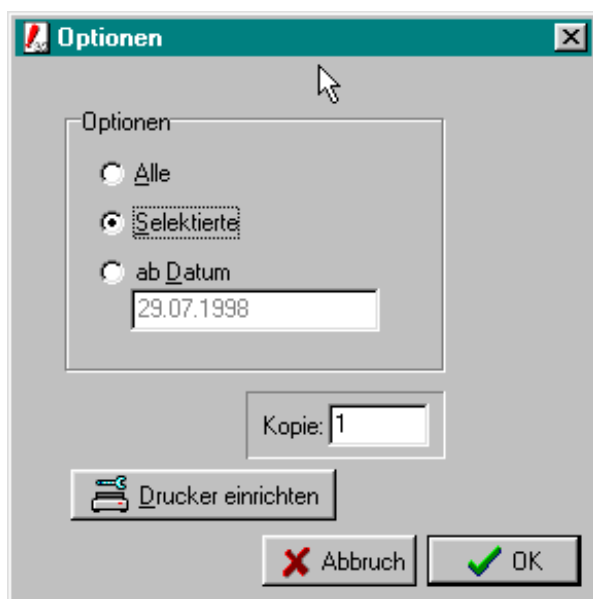 Optionen
Optionen
Alle
Selektierte
ab Datum
29.07.1998
Kopie: 1
Drucker einrichten
Abbruch
OK